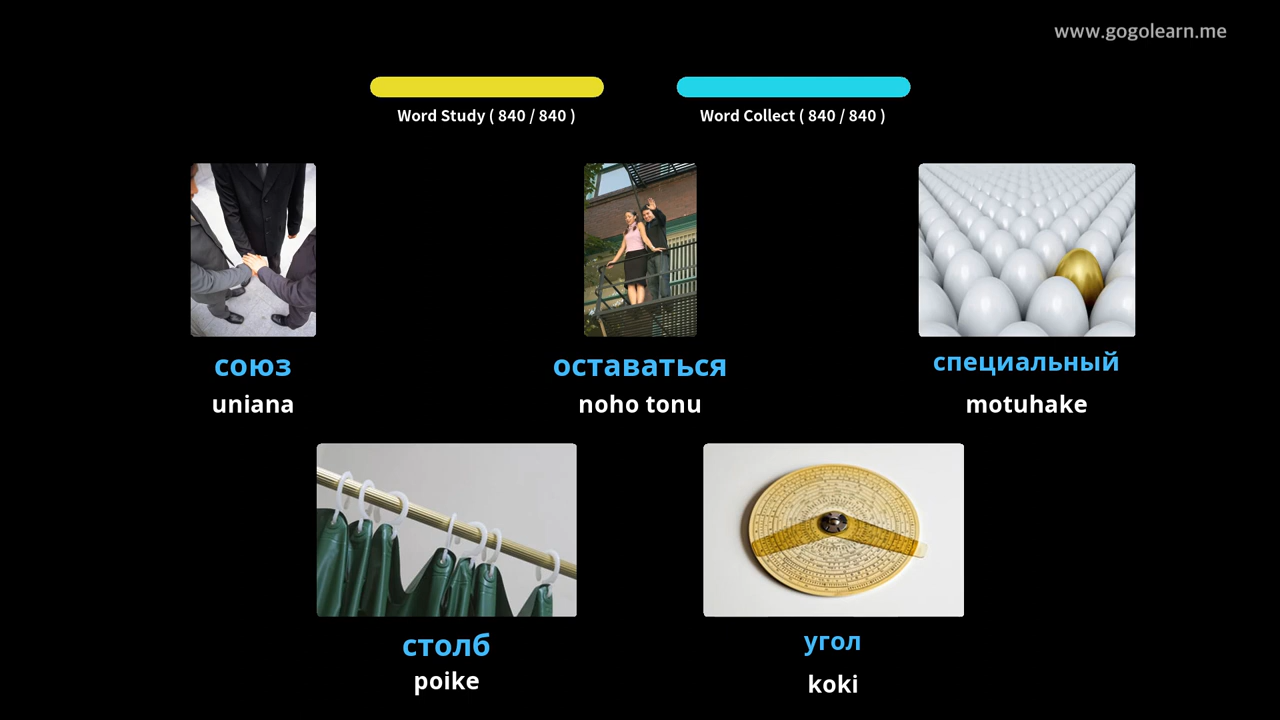 www.gogolearn.me
Word Study ( 840 / 840 )
Word Collect ( 840 / 840 )
союз
uniana
оставаться
noho tonu
специальный
motuhake
столб
poike
угол
koki